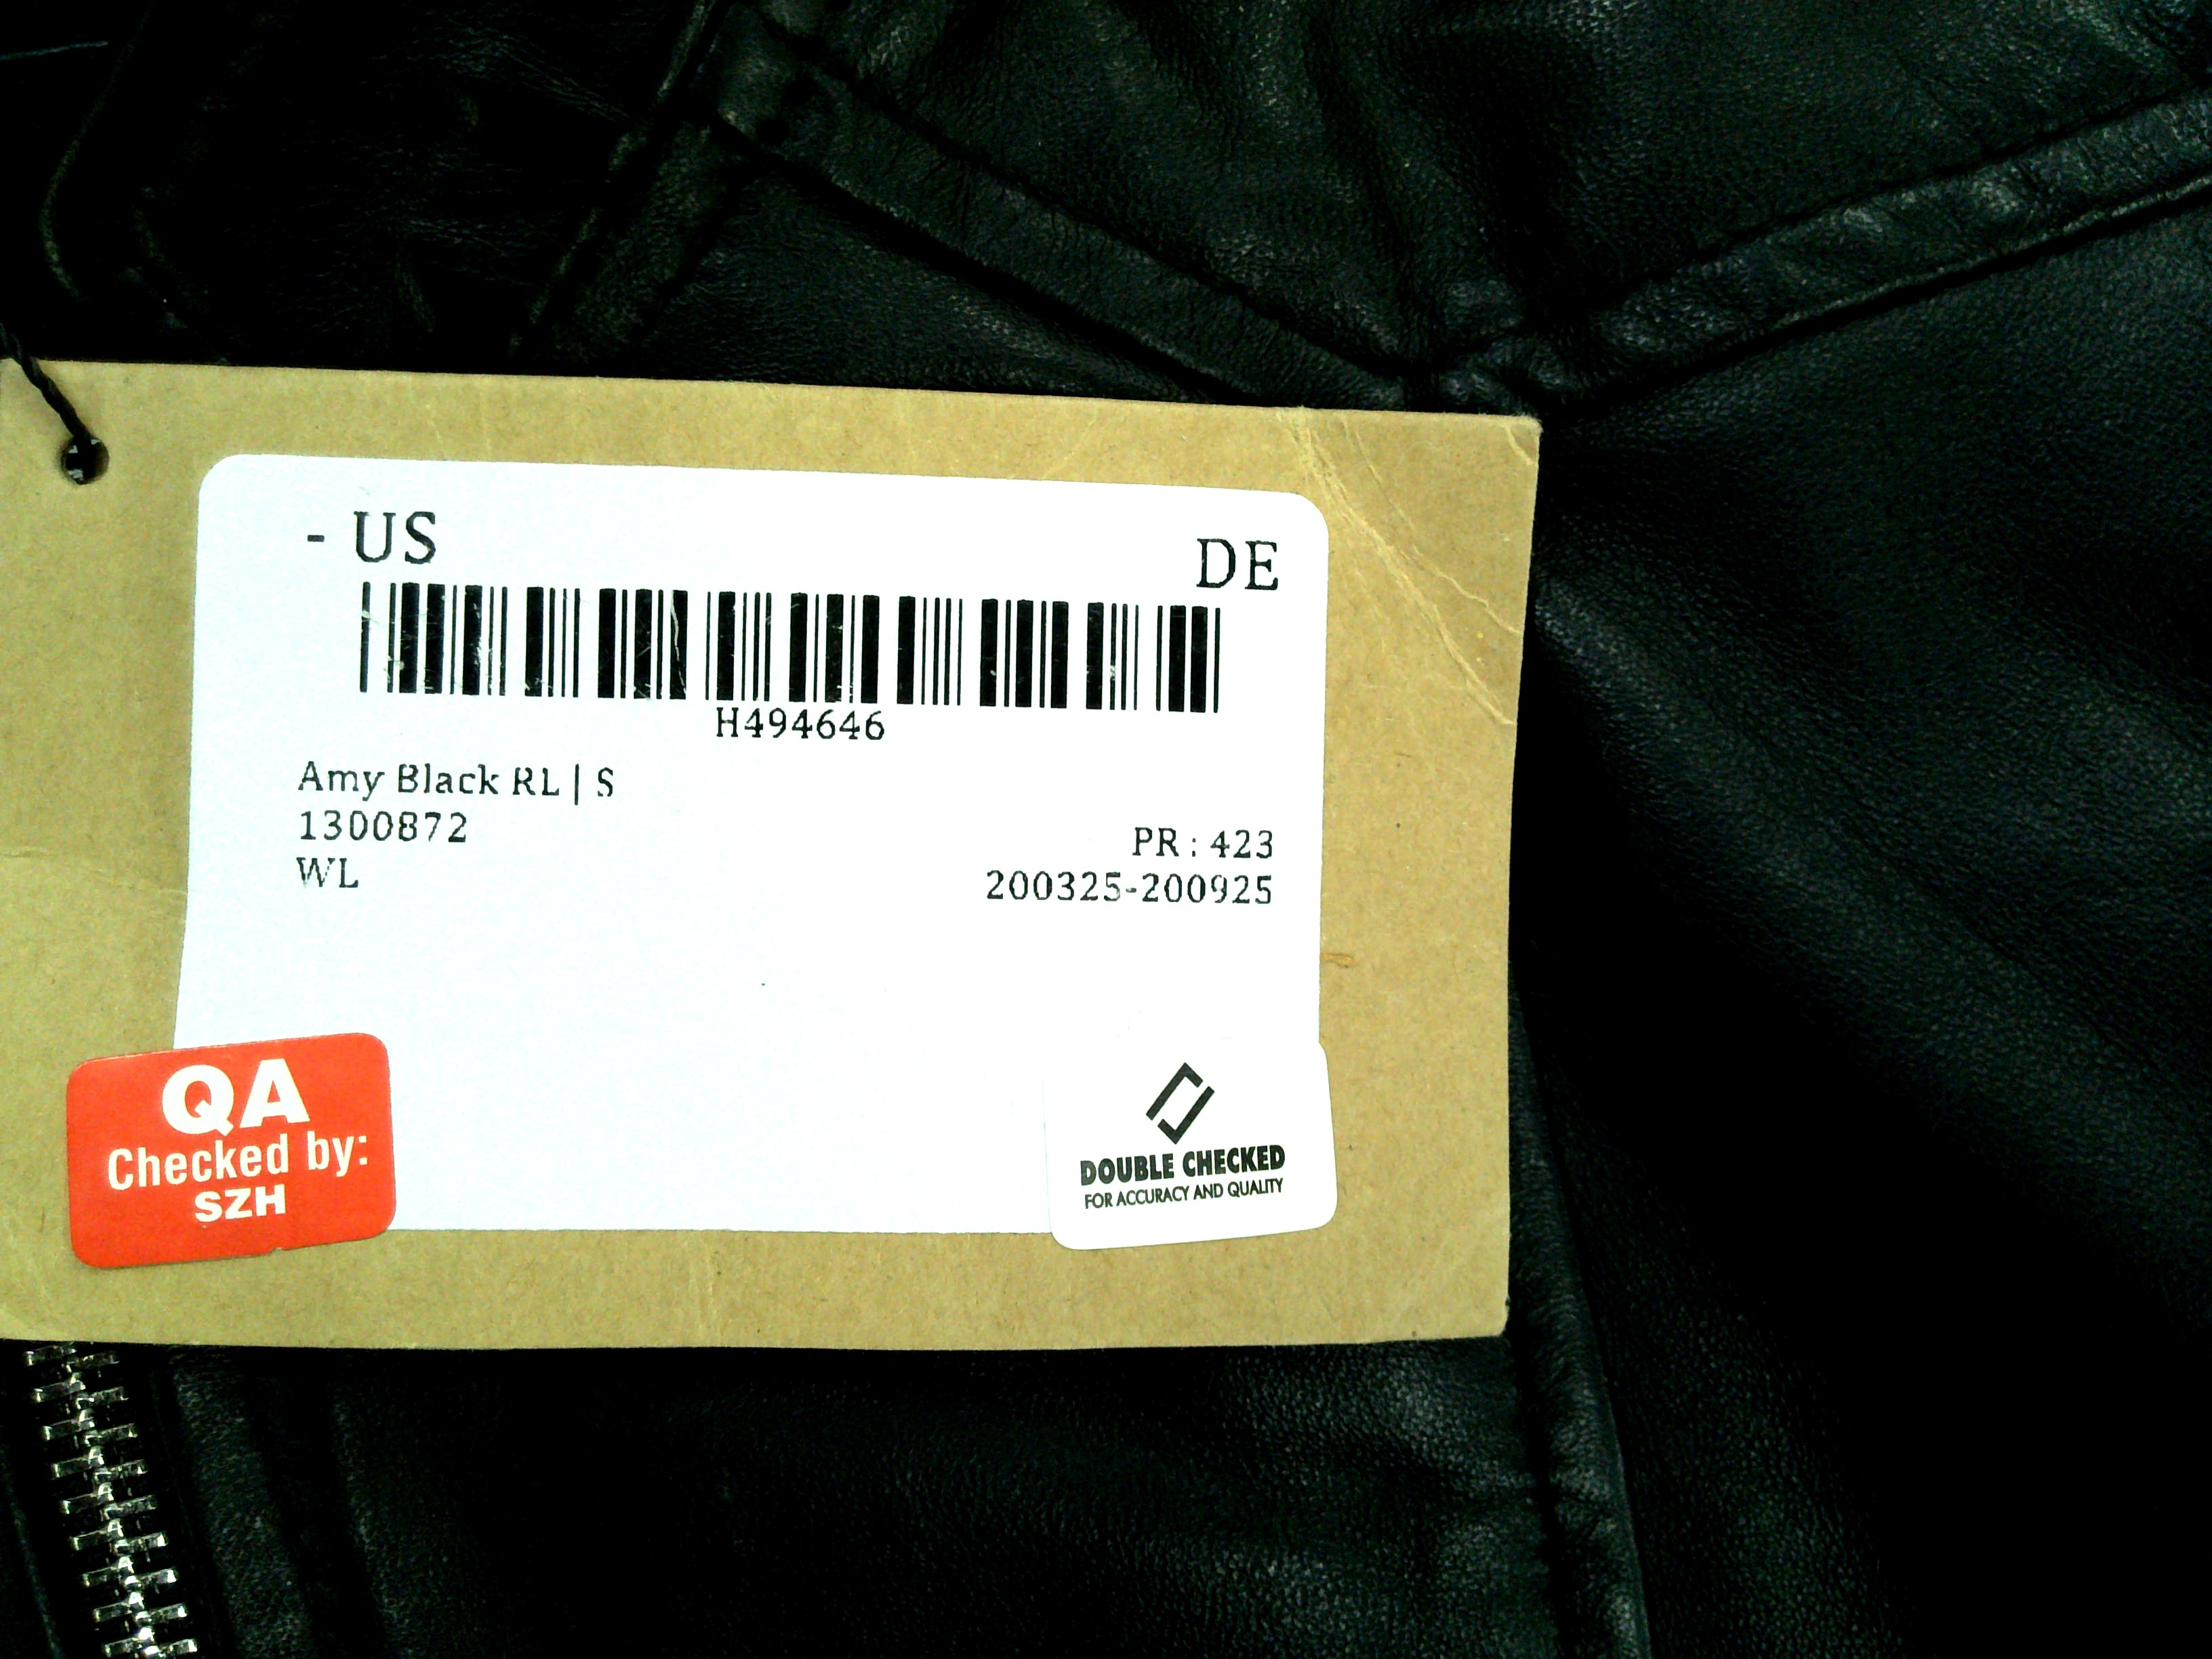 - US
DE
H494646
Amy Black RL | S
1300872
WL
PR : 423
200325-200925
QA
Checked by:
SZH
DOUBLE CHECKED
FOR ACCURACY AND QUALITY